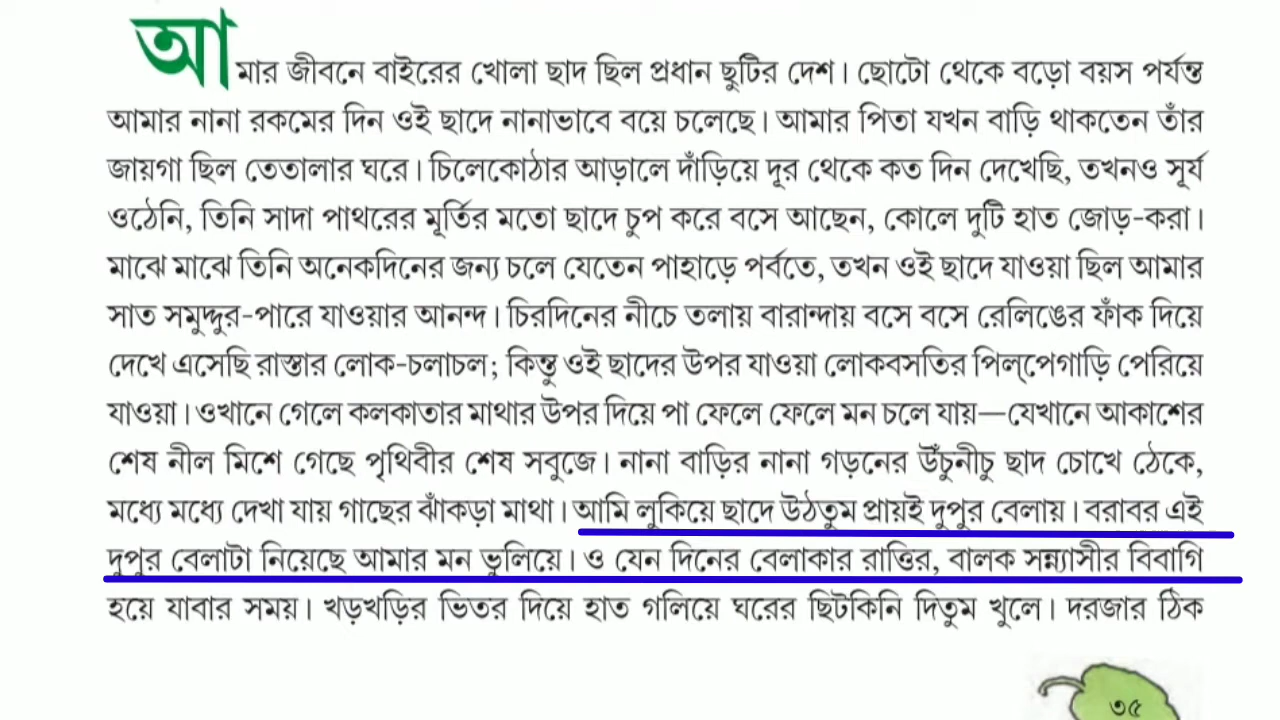 আমার জীবনে বাইরের খোলা ছাদ ছিল প্রধান ছুটির দেশ। ছোটো থেকে বড়ো বয়স পর্যন্ত
আমার নানা রকমের দিন ওই ছাদে নানাভাবে বয়ে চলেছে। আমার পিতা যখন বাড়ি থাকতেন তাঁর
জায়গা ছিল তেতালার ঘরে। চিলেকোঠার আড়ালে দাঁড়িয়ে দূর থেকে কত দিন দেখেছি, তখনও সূর্য
ওঠেনি, তিনি সাদা পাথরের মূর্তির মতো ছাদে চুপ করে বসে আছেন, কোলে দুটি হাত জোড়-করা।
মাঝে মাঝে তিনি অনেকদিনের জন্য চলে যেতেন পাহাড়ে পর্বতে, তখন ওই ছাদে যাওয়া ছিল আমার
সাত সমুদ্দুর-পারে যাওয়ার আনন্দ। চিরদিনের নীচে তলায় বারান্দায় বসে বসে রেলিঙের ফাঁক দিয়ে
দেখে এসেছি রাস্তার লোক-চলাচল; কিন্তু ওই ছাদের উপর যাওয়া লোকবসতির পিল্‌পেগাড়ি পেরিয়ে
যাওয়া। ওখানে গেলে কলকাতার মাথার উপর দিয়ে পা ফেলে ফেলে মন চলে যায়—যেখানে আকাশের
শেষ নীল মিশে গেছে পৃথিবীর শেষ সবুজে। নানা বাড়ির নানা গড়নের উঁচুনীচু ছাদ চোখে ঠেকে,
মধ্যে মধ্যে দেখা যায় গাছের ঝাঁকড়া মাথা। আমি লুকিয়ে ছাদে উঠতুম প্রায়ই দুপুর বেলায়। বরাবর এই
দুপুর বেলাটা নিয়েছে আমার মন ভুলিয়ে। ও যেন দিনের বেলাকার রাত্তির, বালক সন্ন্যাসীর বিবাগি
হয়ে যাবার সময়। খড়খড়ির ভিতর দিয়ে হাত গলিয়ে ঘরের ছিটকিনি দিতুম খুলে। দরজার ঠিক
৩৫